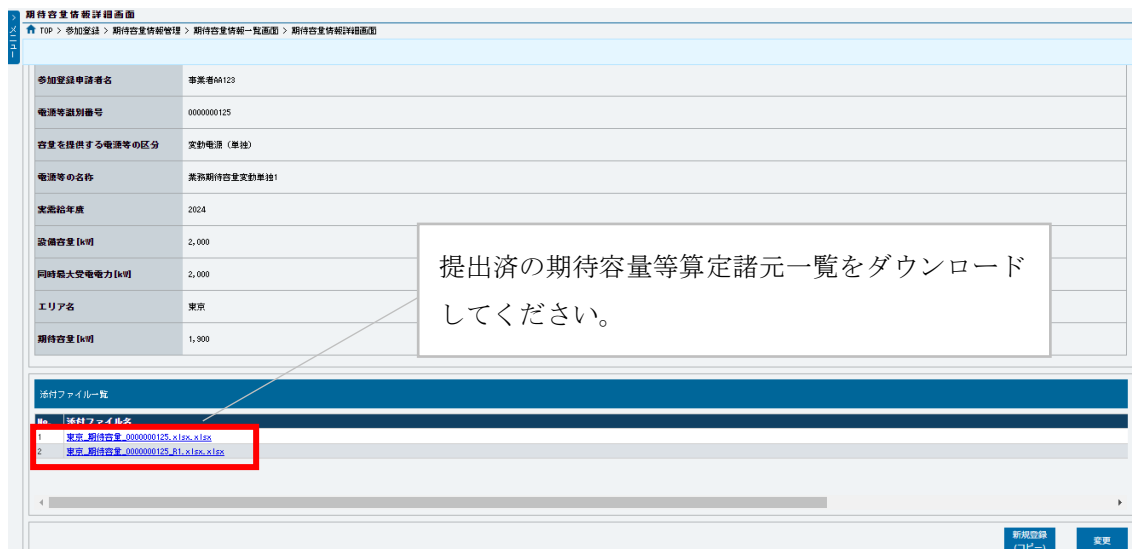 期待容量情報詳細画面
TOP > 参加登録 > 期待容量情報管理 > 期待容量情報一覧画面 > 期待容量情報詳細画面
> メニュー
参加登録申請者名 事業者AA123
電源等識別番号 0000000125
容量を提供する電源等の区分 変動電源（単独）
電源等の名称 業務期待容量変動単独1
実需給年度 2024
設備容量[kW] 2,000
同時最大受電電力[kW] 2,000
エリア名 東京
期待容量[kW] 1,900
提出済の期待容量等算定諸元一覧をダウンロード
してください。
添付ファイル一覧
No. 添付ファイル名
1 東京_期待容量_0000000125.xlsx.xlsx
2 東京_期待容量_0000000125_R1.xlsx.xlsx
新規登録
(コピー)
変更